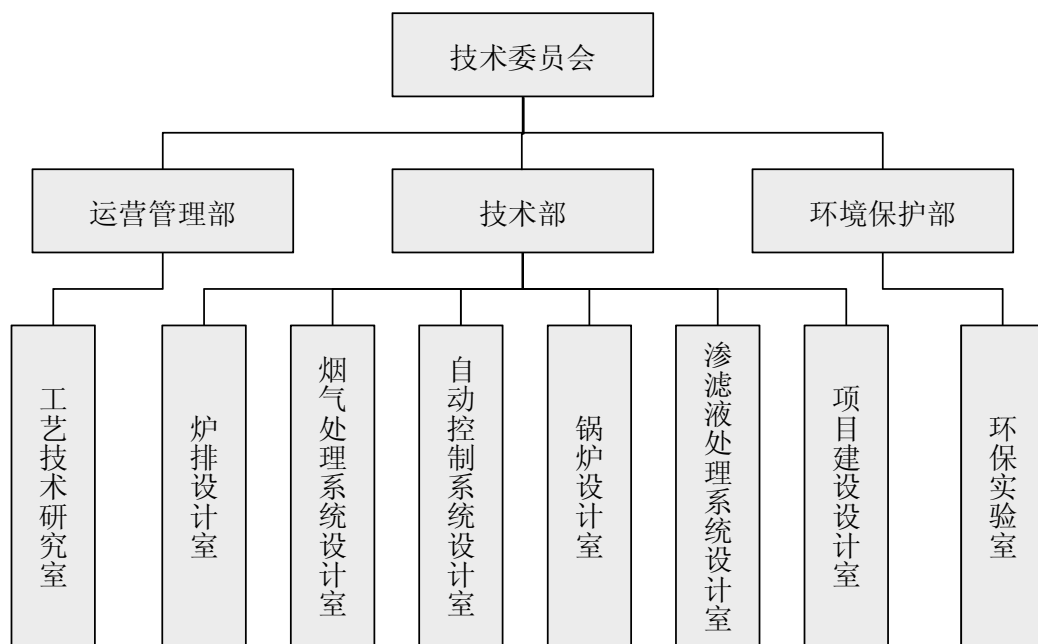 技术委员会
运营管理部
技术部
环境保护部
工艺技术研究室
炉排设计室
烟气处理系统设计室
自动控制系统设计室
锅炉设计室
渗滤液处理系统设计室
项目建设设计室
环保实验室